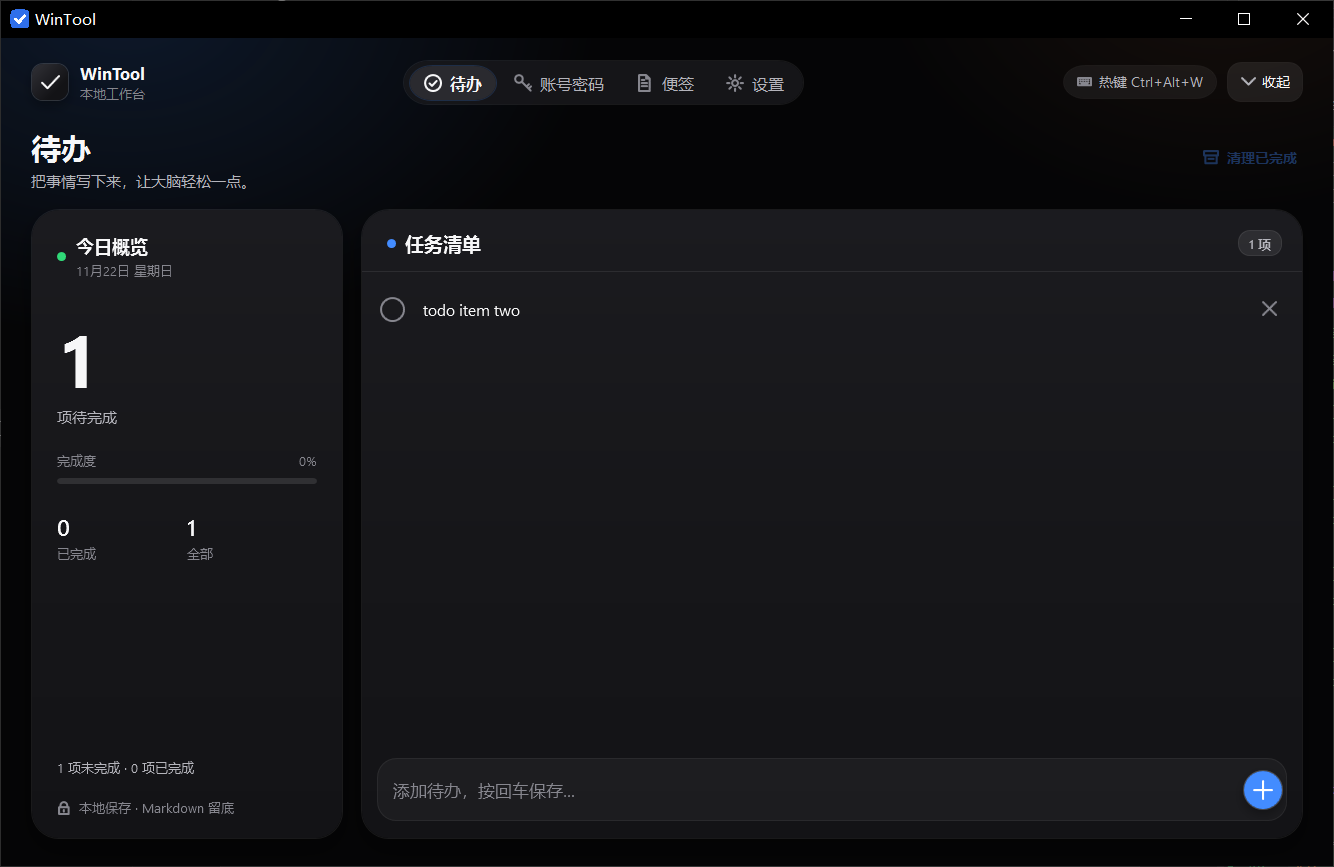 WinTool
WinTool
本地工作台
待办
账号密码
便签
设置
热键 Ctrl+Alt+W
收起
待办
把事情写下来，让大脑轻松一点。
清理已完成
今日概览
11月22日 星期日
1
项待完成
完成度 0%
0
已完成
1
全部
1 项未完成 · 0 项已完成
本地保存 · Markdown 留底
任务清单
1 项
todo item two
添加待办，按回车保存...